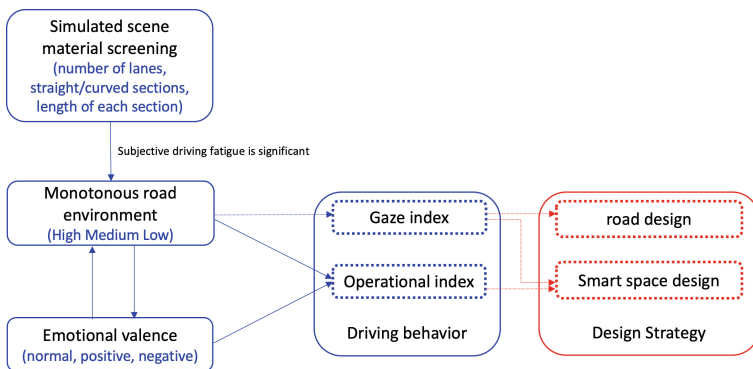 Simulated scene
material screening
(number of lanes,
straight/curved sections,
length of each section)
Subjective driving fatigue is significant
Monotonous road
environment
(High Medium Low)
Emotional valence
(normal, positive, negative)
Gaze index
Operational index
Driving behavior
road design
Smart space design
Design Strategy